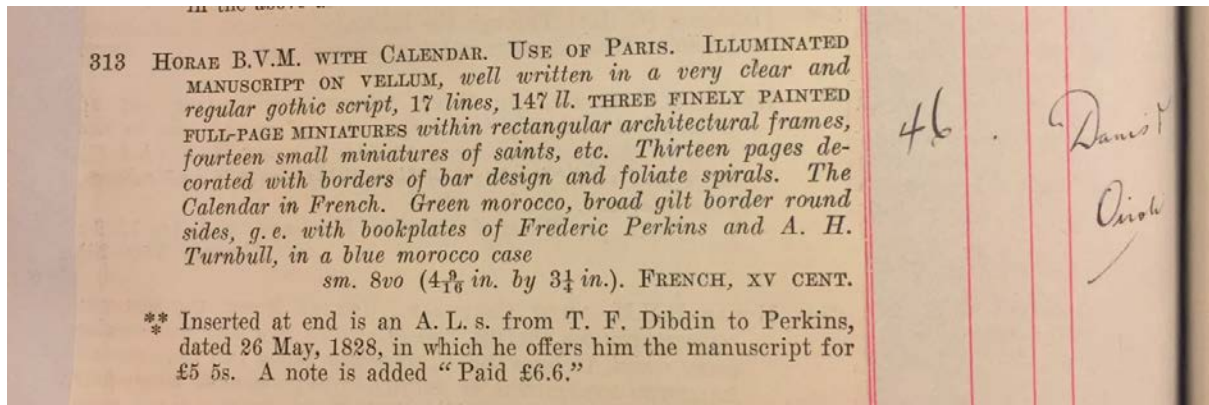 313 HORAE B.V.M. WITH CALENDAR. USE OF PARIS. ILLUMINATED
MANUSCRIPT ON VELLUM, well written in a very clear and
regular gothic script, 17 lines, 147 ll. THREE FINELY PAINTED
FULL-PAGE MINIATURES within rectangular architectural frames,
fourteen small miniatures of saints, etc. Thirteen pages de-
corated with borders of bar design and foliate spirals. The
Calendar in French. Green morocco, broad gilt border round
sides, g. e. with bookplates of Frederic Perkins and A. H.
Turnbull, in a blue morocco case
sm. 8vo (4 9/16 in. by 3 1/4 in.). FRENCH, XV CENT.
*** Inserted at end is an A. L. s. from T. F. Dibdin to Perkins,
dated 26 May, 1828, in which he offers him the manuscript for
£5 5s. A note is added “Paid £6.6.”
46 .